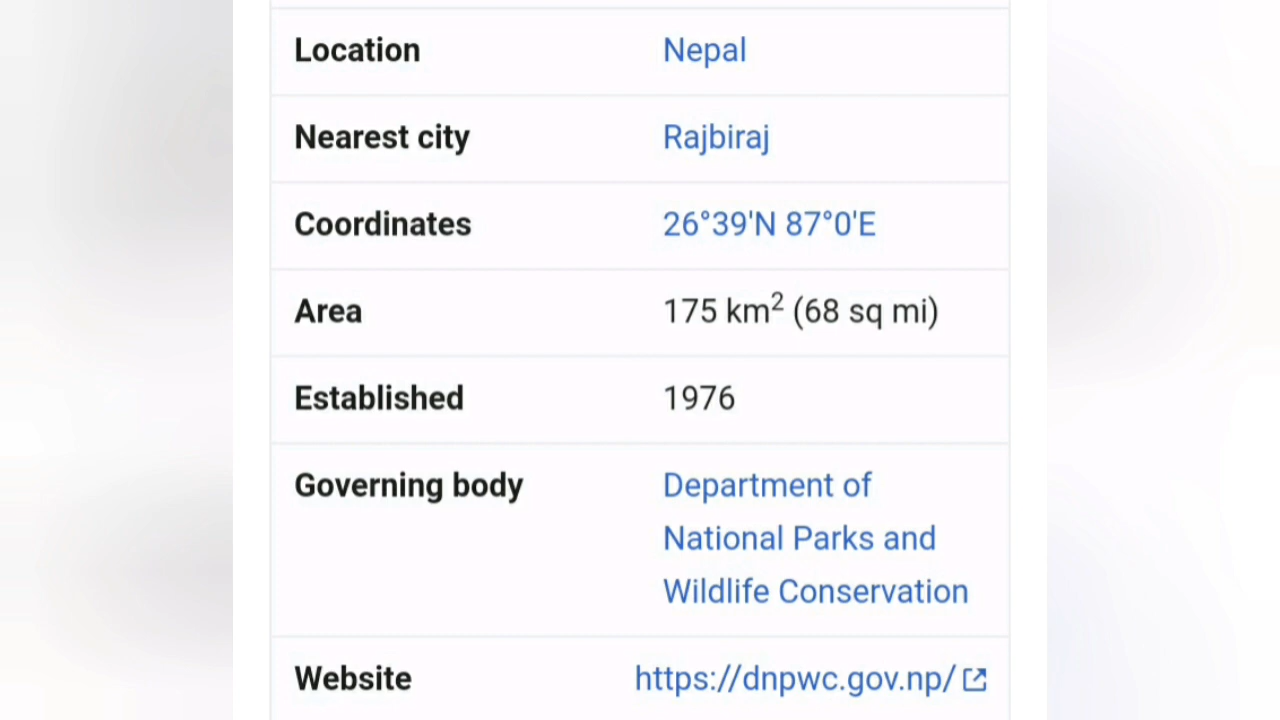 Location Nepal
Nearest city Rajbiraj
Coordinates 26°39'N 87°0'E
Area 175 km² (68 sq mi)
Established 1976
Governing body Department of
National Parks and
Wildlife Conservation
Website https://dnpwc.gov.np/